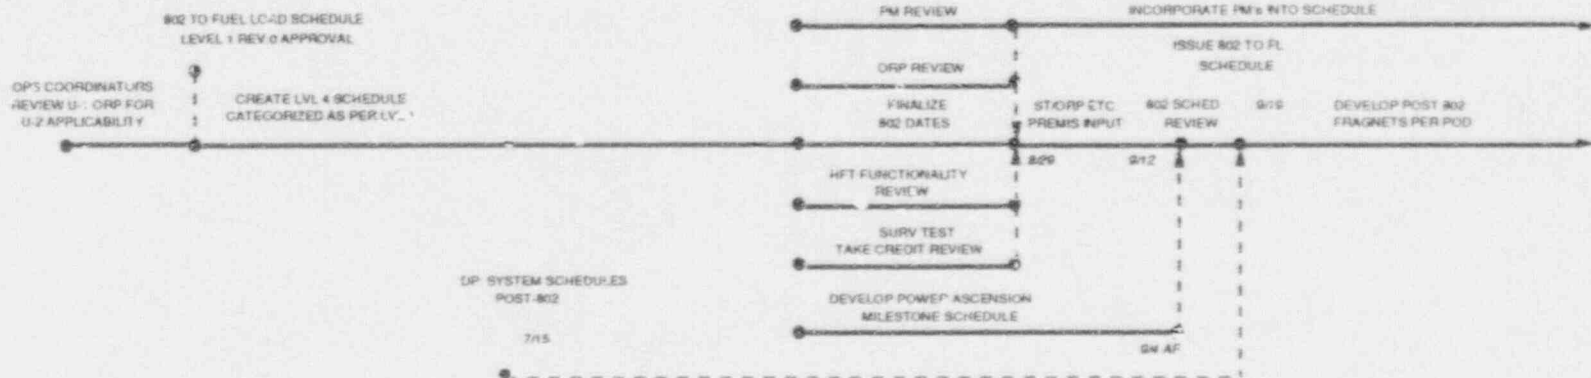 802 TO FUEL LOAD SCHEDULE
LEVEL 1 REV 0 APPROVAL
OPS COORDINATORS
REVIEW U-1 ORP FOR
U-2 APPLICABILITY
CREATE LVL 4 SCHEDULE
CATEGORIZED AS PER
PM REVIEW
INCORPORATE PM's INTO SCHEDULE
ORP REVIEW
ISSUE 802 TO FL
SCHEDULE
FINALIZE
802 DATES
ST/ORP ETC
PREMIS INPUT
802 SCHED
REVIEW
9/19
DEVELOP POST 802
FRAGNETS PER POD
8/29
9/12
HFT FUNCTIONALITY
REVIEW
SURV TEST
TAKE CREDIT REVIEW
SYSTEM SCHEDULES
POST-802
7/15
DEVELOP POWER ASCENSION
MILESTONE SCHEDULE
9/4